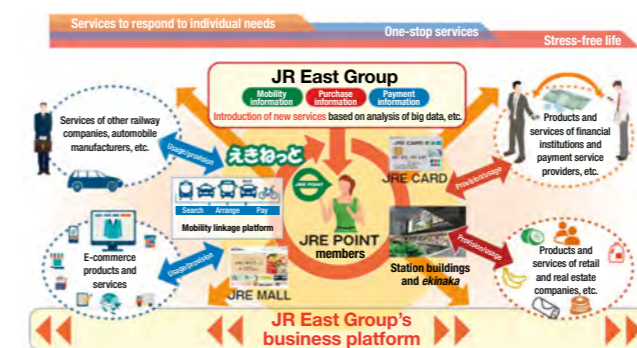 Services to respond to individual needs
One-stop services
Stress-free life
JR East Group
Mobility
information
Purchase
information
Payment
information
Introduction of new services based on analysis of big data, etc.
Services of other railway
companies, automobile
manufacturers, etc.
Usage/provision
えきねっと
JRE POINT
JRE CARD
JRE CARD
Provision/usage
Products and
services of financial
institutions and
payment service
providers, etc.
Search Arrange Pay
Mobility linkage platform
JRE POINT
members
E-commerce
products and
services
Usage/provision
JRE MALL
Station buildings
and ekinaka
Provision/usage
Products and
services of retail
and real estate
companies, etc.
JR East Group's
business platform